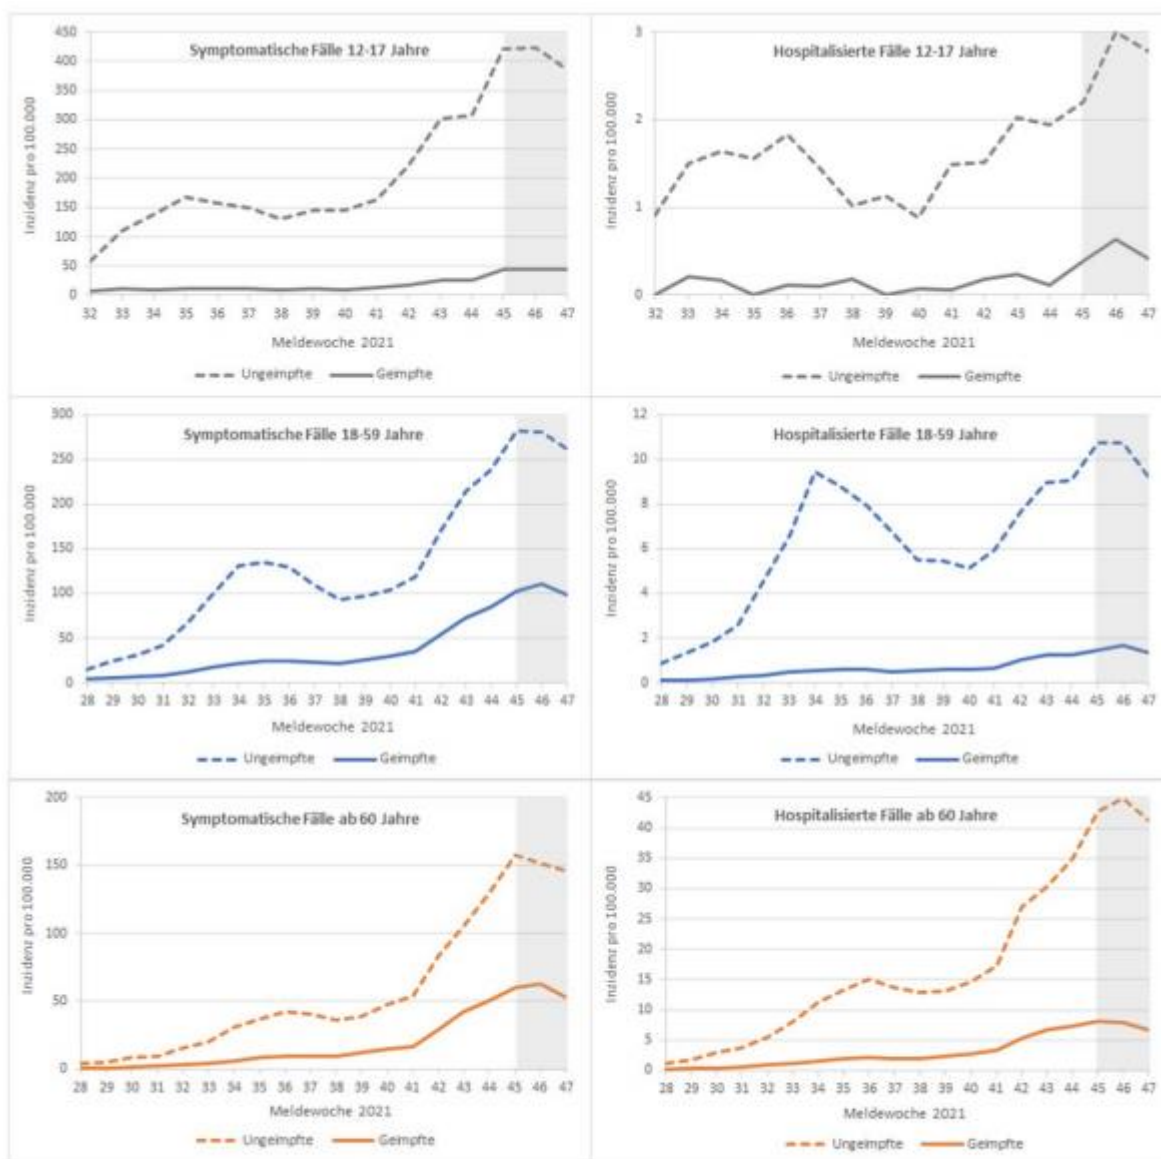 Symptomatische Fälle 12-17 Jahre
Inzidenz pro 100.000
450
400
350
300
250
200
150
100
50
0
32 33 34 35 36 37 38 39 40 41 42 43 44 45 46 47
Meldewoche 2021
Ungeimpfte Geimpfte
Hospitalisierte Fälle 12-17 Jahre
Inzidenz pro 100.000
3
2
1
0
32 33 34 35 36 37 38 39 40 41 42 43 44 45 46 47
Meldewoche 2021
Ungeimpfte Geimpfte
Symptomatische Fälle 18-59 Jahre
Inzidenz pro 100.000
300
250
200
150
100
50
0
28 29 30 31 32 33 34 35 36 37 38 39 40 41 42 43 44 45 46 47
Meldewoche 2021
Ungeimpfte Geimpfte
Hospitalisierte Fälle 18-59 Jahre
Inzidenz pro 100.000
12
10
8
6
4
2
0
28 29 30 31 32 33 34 35 36 37 38 39 40 41 42 43 44 45 46 47
Meldewoche 2021
Ungeimpfte Geimpfte
Symptomatische Fälle ab 60 Jahre
Inzidenz pro 100.000
200
150
100
50
0
28 29 30 31 32 33 34 35 36 37 38 39 40 41 42 43 44 45 46 47
Meldewoche 2021
Ungeimpfte Geimpfte
Hospitalisierte Fälle ab 60 Jahre
Inzidenz pro 100.000
45
40
35
30
25
20
15
10
5
0
28 29 30 31 32 33 34 35 36 37 38 39 40 41 42 43 44 45 46 47
Meldewoche 2021
Ungeimpfte Geimpfte